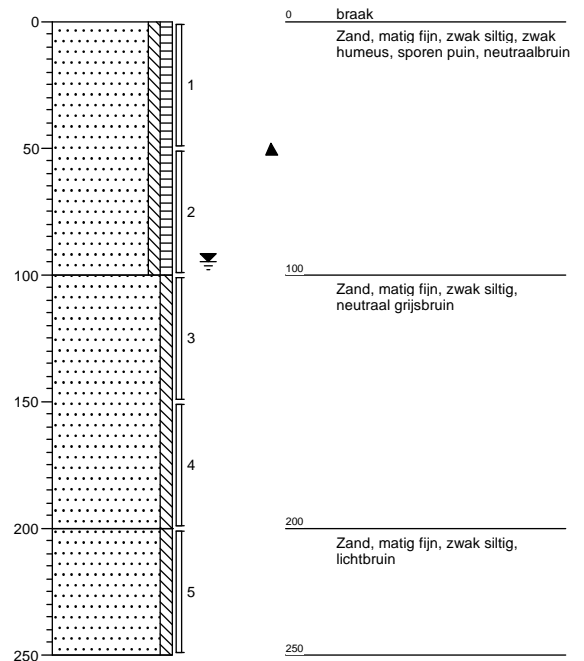 0
50
100
150
200
250
1
2
3
4
5
0 braak
Zand, matig fijn, zwak siltig, zwak
humeus, sporen puin, neutraalbruin
100
Zand, matig fijn, zwak siltig,
neutraal grijsbruin
200
Zand, matig fijn, zwak siltig,
lichtbruin
250